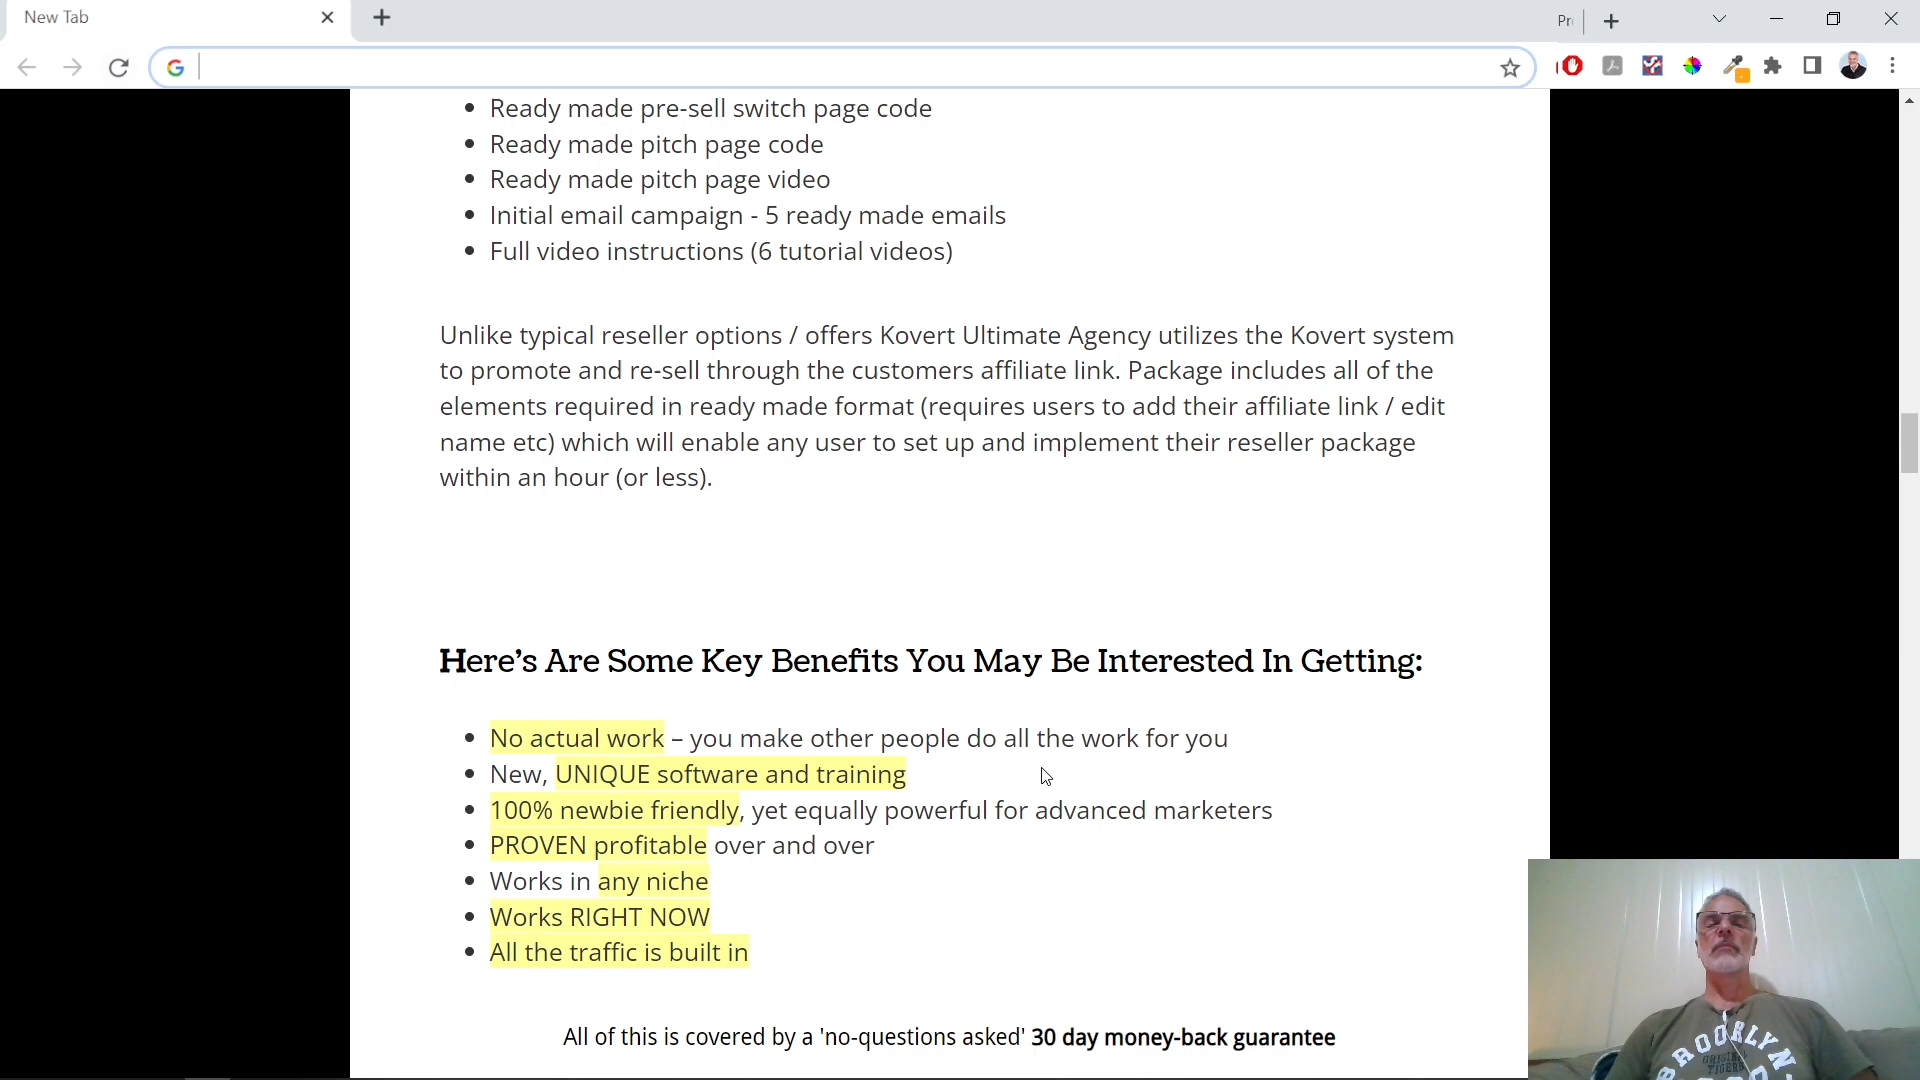 New Tab
Pr
Ready made pre-sell switch page code
Ready made pitch page code
Ready made pitch page video
Initial email campaign - 5 ready made emails
Full video instructions (6 tutorial videos)
Unlike typical reseller options / offers Kovert Ultimate Agency utilizes the Kovert system
to promote and re-sell through the customers affiliate link. Package includes all of the
elements required in ready made format (requires users to add their affiliate link / edit
name etc) which will enable any user to set up and implement their reseller package
within an hour (or less).
Here's Are Some Key Benefits You May Be Interested In Getting:
No actual work – you make other people do all the work for you
New, UNIQUE software and training
100% newbie friendly, yet equally powerful for advanced marketers
PROVEN profitable over and over
Works in any niche
Works RIGHT NOW
All the traffic is built in
All of this is covered by a 'no-questions asked' 30 day money-back guarantee
BROOKLYN
ORIGINAL
TIGERS